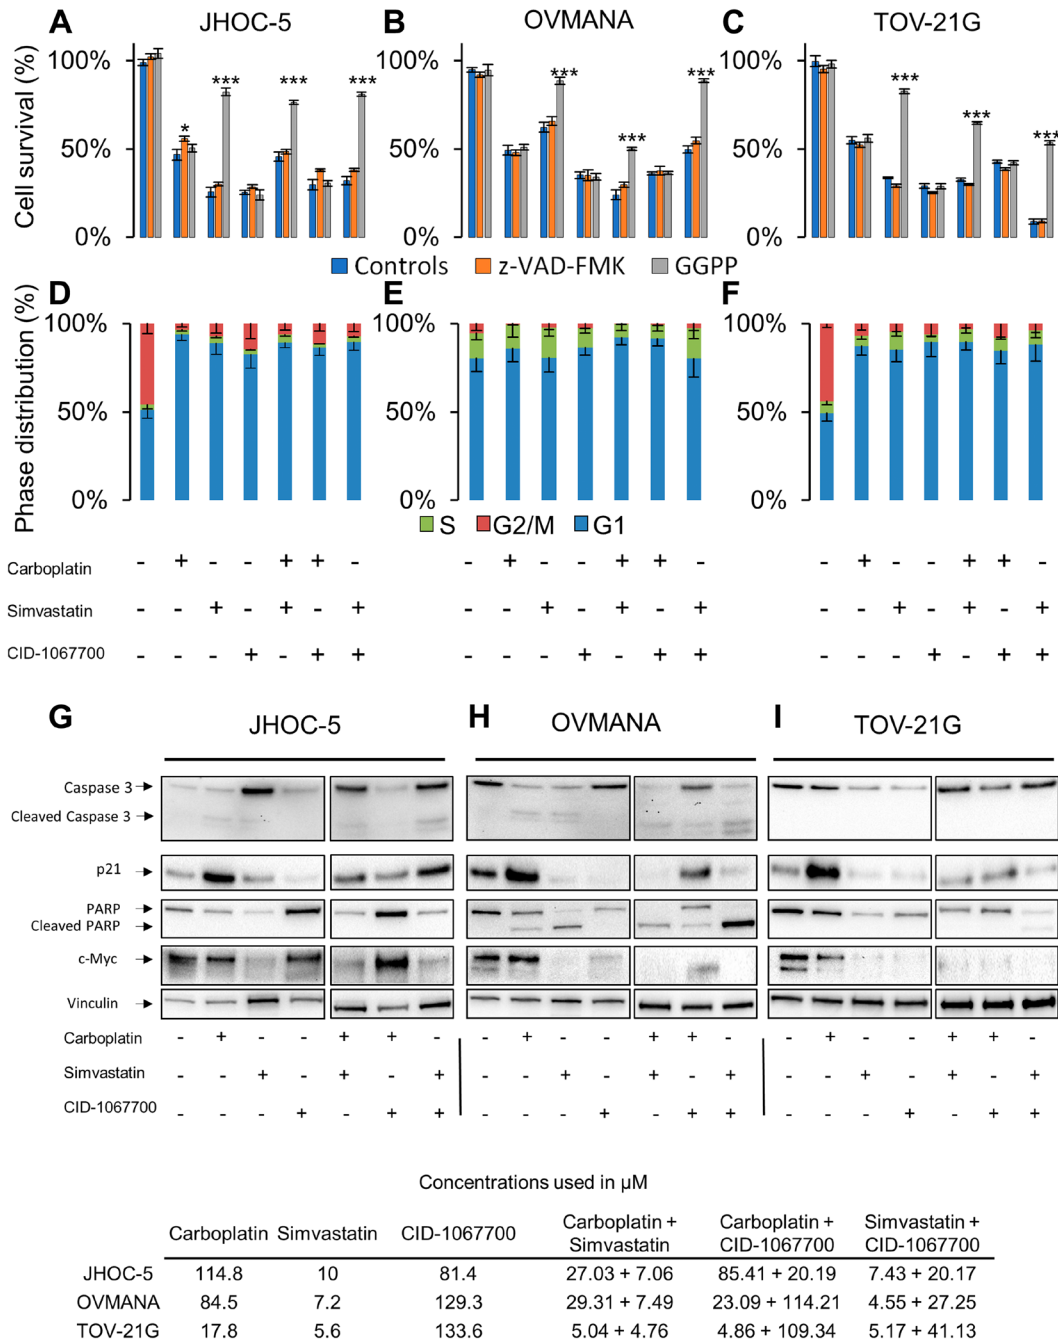 A JHOC-5 B OVMANA C TOV-21G
Cell survival (%)
100% 100% 100%
50% 50% 50%
0% 0% 0%
* *** *** ***
*** *** ***
*** *** ***
Controls z-VAD-FMK GGPP
D E F
Phase distribution (%)
100% 100% 100%
50% 50% 50%
0% 0% 0%
S G2/M G1
Carboplatin - + - - + + - - + - - + + - - + - - + + -
Simvastatin - - + - + - + - - + - + - + - - + - + - +
CID-1067700 - - - + - + + - - - + - + + - - - + - + +
G JHOC-5 H OVMANA I TOV-21G
Caspase 3
Cleaved Caspase 3
p21
PARP
Cleaved PARP
c-Myc
Vinculin
Carboplatin - + - - + + - - + - - + + - - + - - + + -
Simvastatin - - + - + - + - - + - + - + - - + - + - +
CID-1067700 - - - + - + + - - - + - + + - - - + - + +
Concentrations used in µM
Carboplatin Simvastatin CID-1067700 Carboplatin + Simvastatin Carboplatin + CID-1067700 Simvastatin + CID-1067700
JHOC-5 114.8 10 81.4 27.03 + 7.06 85.41 + 20.19 7.43 + 20.17
OVMANA 84.5 7.2 129.3 29.31 + 7.49 23.09 + 114.21 4.55 + 27.25
TOV-21G 17.8 5.6 133.6 5.04 + 4.76 4.86 + 109.34 5.17 + 41.13